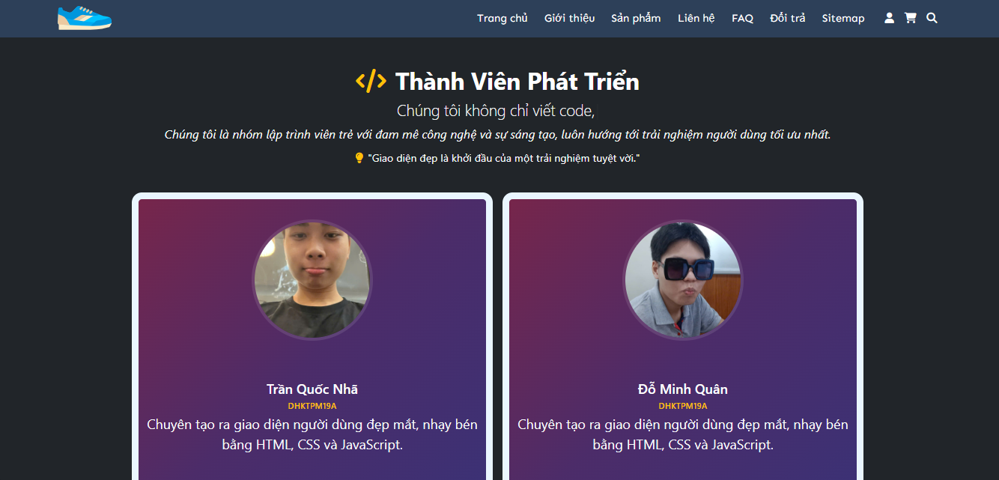 Trang chủ Giới thiệu Sản phẩm Liên hệ FAQ Đổi trả Sitemap
</> Thành Viên Phát Triển
Chúng tôi không chỉ viết code,
Chúng tôi là nhóm lập trình viên trẻ với đam mê công nghệ và sự sáng tạo, luôn hướng tới trải nghiệm người dùng tối ưu nhất.
"Giao diện đẹp là khởi đầu của một trải nghiệm tuyệt vời."
Trần Quốc Nhã
DHKTPM19A
Chuyên tạo ra giao diện người dùng đẹp mắt, nhạy bén
bằng HTML, CSS và JavaScript.
Đỗ Minh Quân
DHKTPM19A
Chuyên tạo ra giao diện người dùng đẹp mắt, nhạy bén
bằng HTML, CSS và JavaScript.